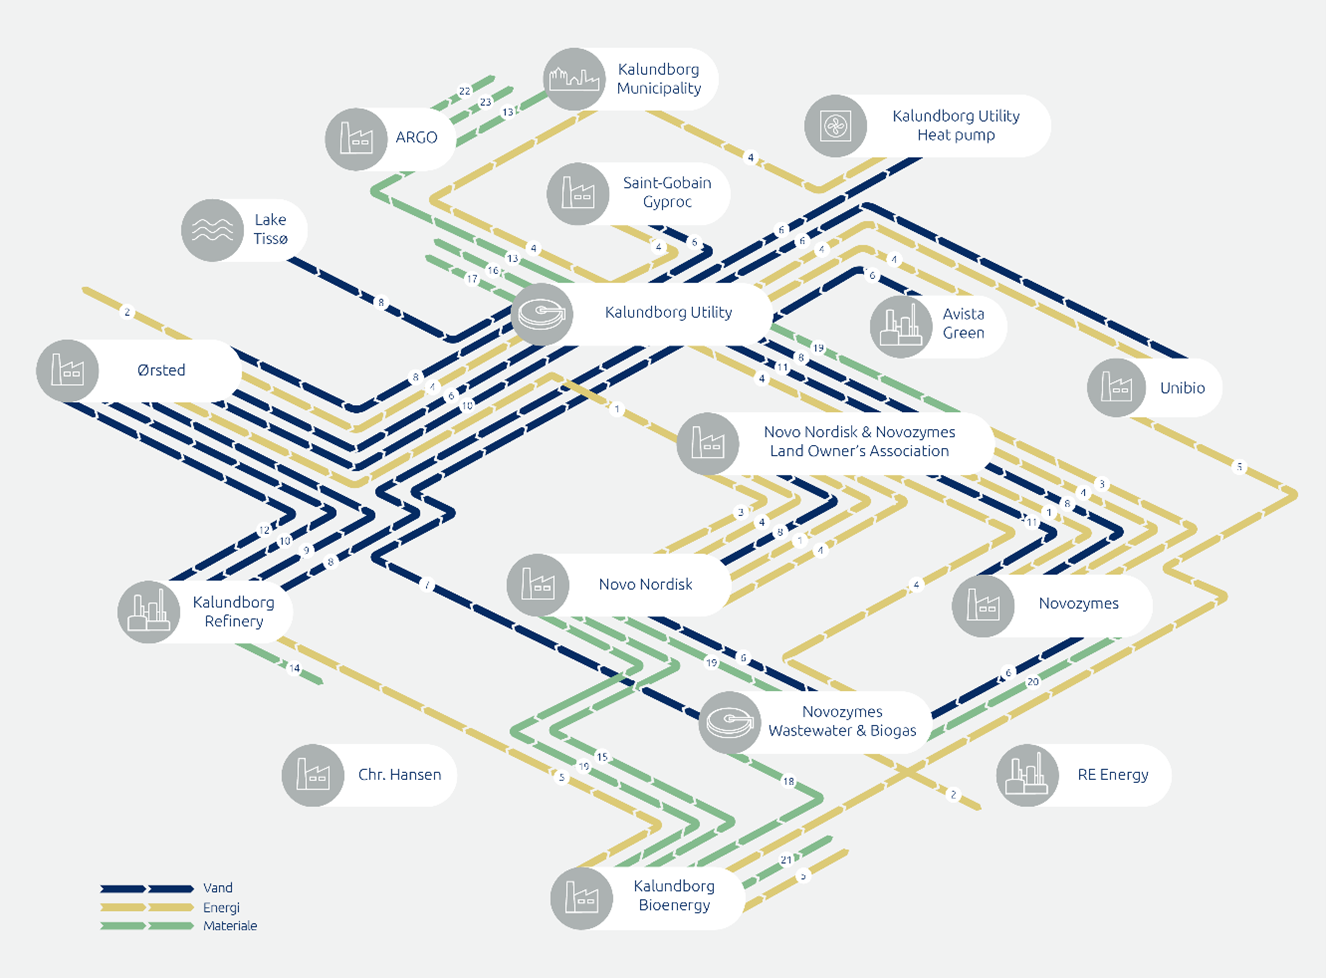 Kalundborg
Municipality
22
23
13
ARGO
Kalundborg Utility
Heat pump
4
Saint-Gobain
Gyproc
Lake
Tissø
6
6
6
4
4
4
4
13
16
17
6
8
2
Kalundborg Utility
Avista
Green
19
8
11
4
Ørsted
8
4
6
10
1
Unibio
Novo Nordisk & Novozymes
Land Owner's Association
5
3
4
8
1
11
3
4
8
1
4
12
10
9
8
Novo Nordisk
4
Kalundborg
Refinery
Novozymes
14
19
6
6
20
Novozymes
Wastewater & Biogas
Chr. Hansen
15
19
5
18
2
RE Energy
21
Kalundborg
Bioenergy
Vand
Energi
Materiale